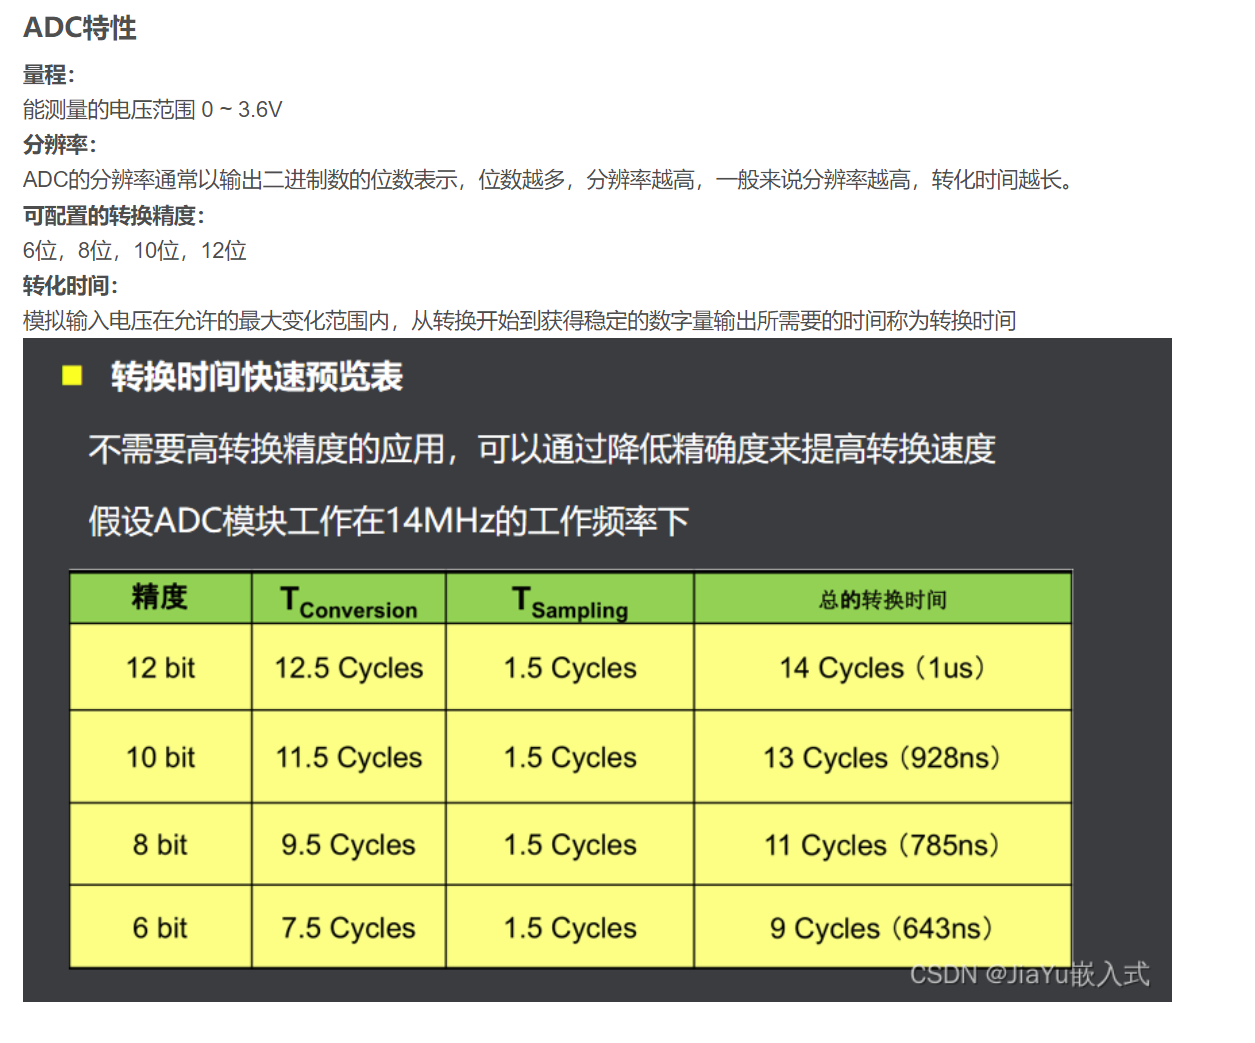 ADC特性
量程：
能测量的电压范围 0 ~ 3.6V
分辨率：
ADC的分辨率通常以输出二进制数的位数表示，位数越多，分辨率越高，一般来说分辨率越高，转化时间越长。
可配置的转换精度：
6位，8位，10位，12位
转化时间：
模拟输入电压在允许的最大变化范围内，从转换开始到获得稳定的数字量输出所需要的时间称为转换时间
转换时间快速预览表
不需要高转换精度的应用，可以通过降低精确度来提高转换速度
假设ADC模块工作在14MHz的工作频率下
精度 TConversion TSampling 总的转换时间
12 bit 12.5 Cycles 1.5 Cycles 14 Cycles（1us）
10 bit 11.5 Cycles 1.5 Cycles 13 Cycles（928ns）
8 bit 9.5 Cycles 1.5 Cycles 11 Cycles（785ns）
6 bit 7.5 Cycles 1.5 Cycles 9 Cycles（643ns）
CSDN @JiaYu嵌入式